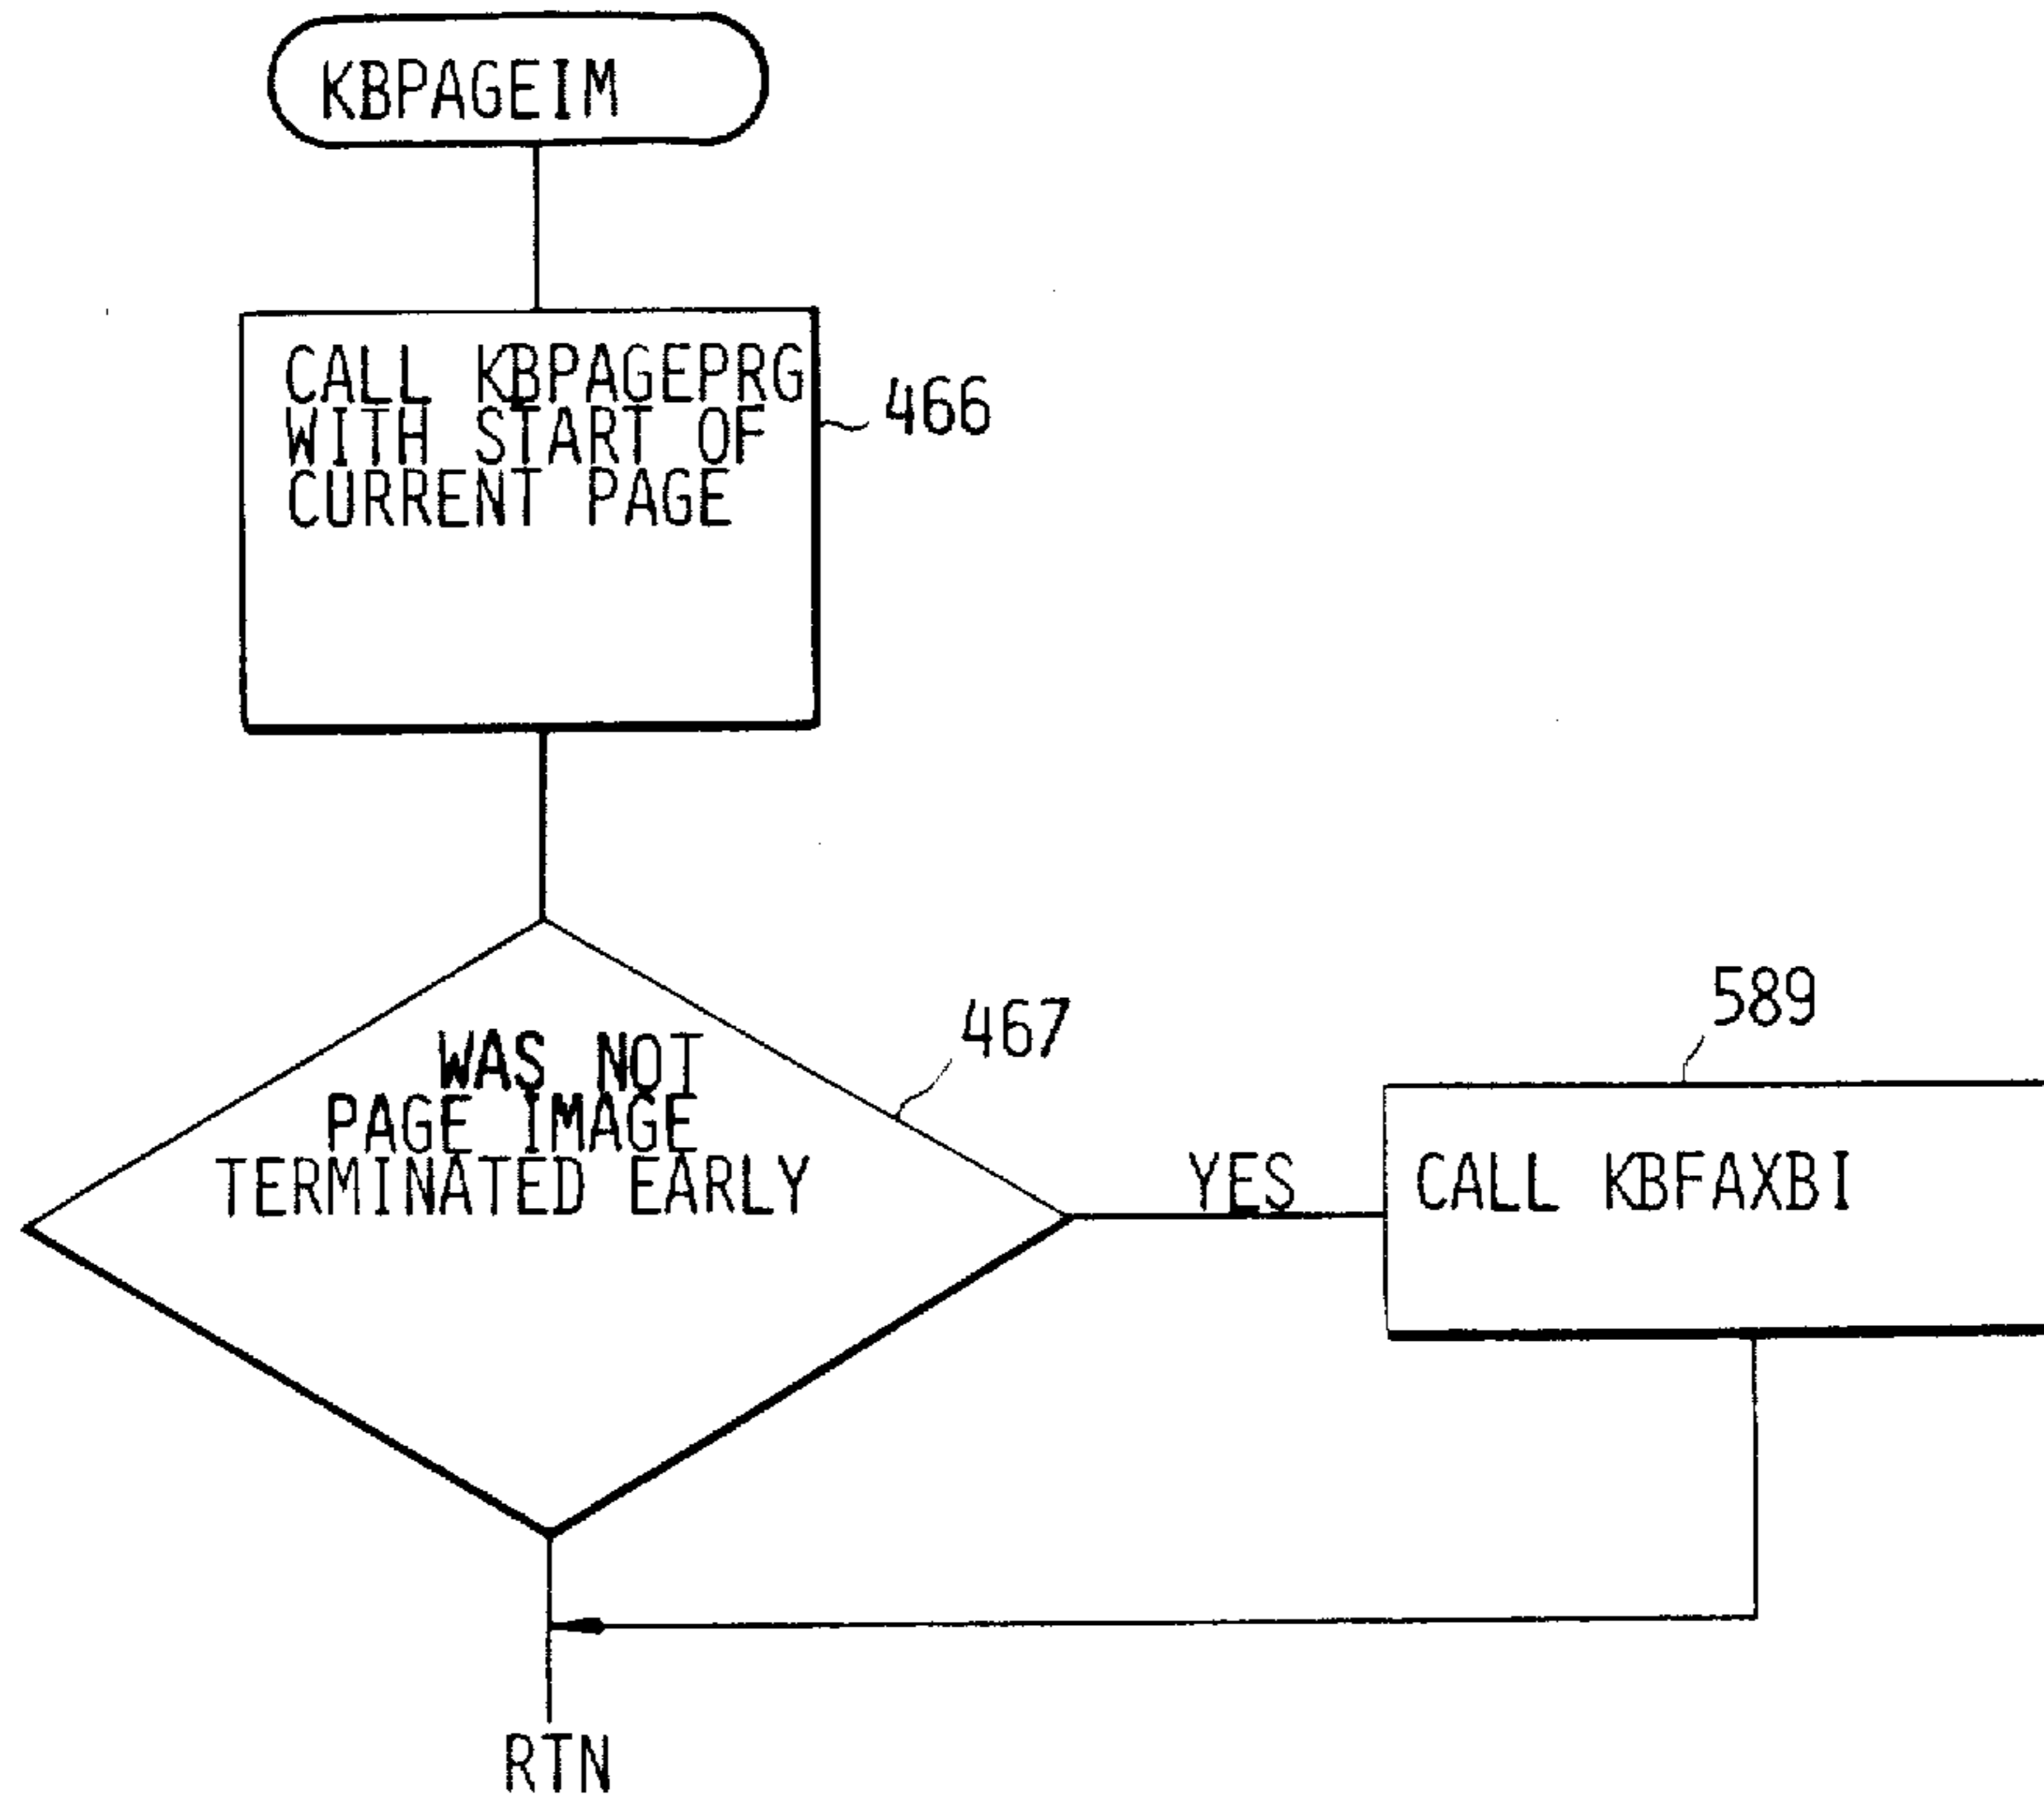 KBPAGEIM
CALL KBPAGEPRG
WITH START OF
CURRENT PAGE
466
WAS NOT
PAGE IMAGE
TERMINATED EARLY
467
YES
589
CALL KBFAXBI
RTN